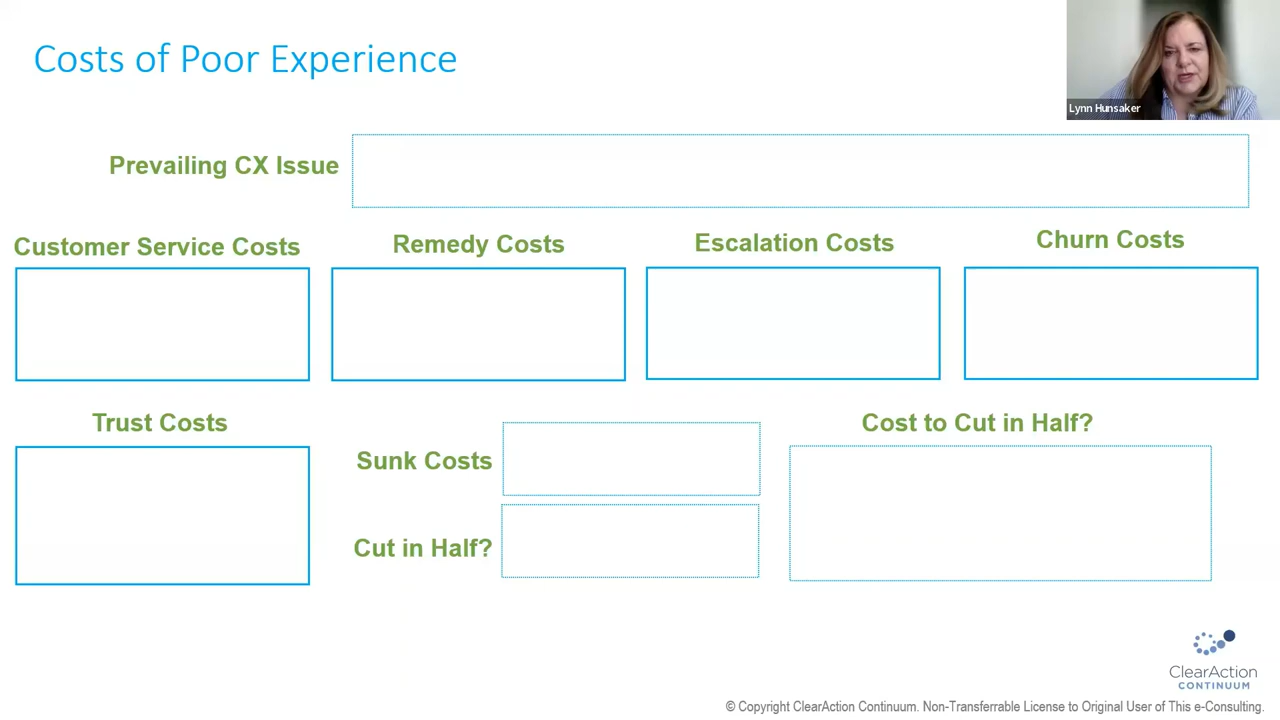 Costs of Poor Experience
Lynn Hunsaker
Prevailing CX Issue
Customer Service Costs
Remedy Costs
Escalation Costs
Churn Costs
Trust Costs
Sunk Costs
Cut in Half?
Cost to Cut in Half?
ClearAction
CONTINUUM
© Copyright ClearAction Continuum. Non-Transferrable License to Original User of This e-Consulting.